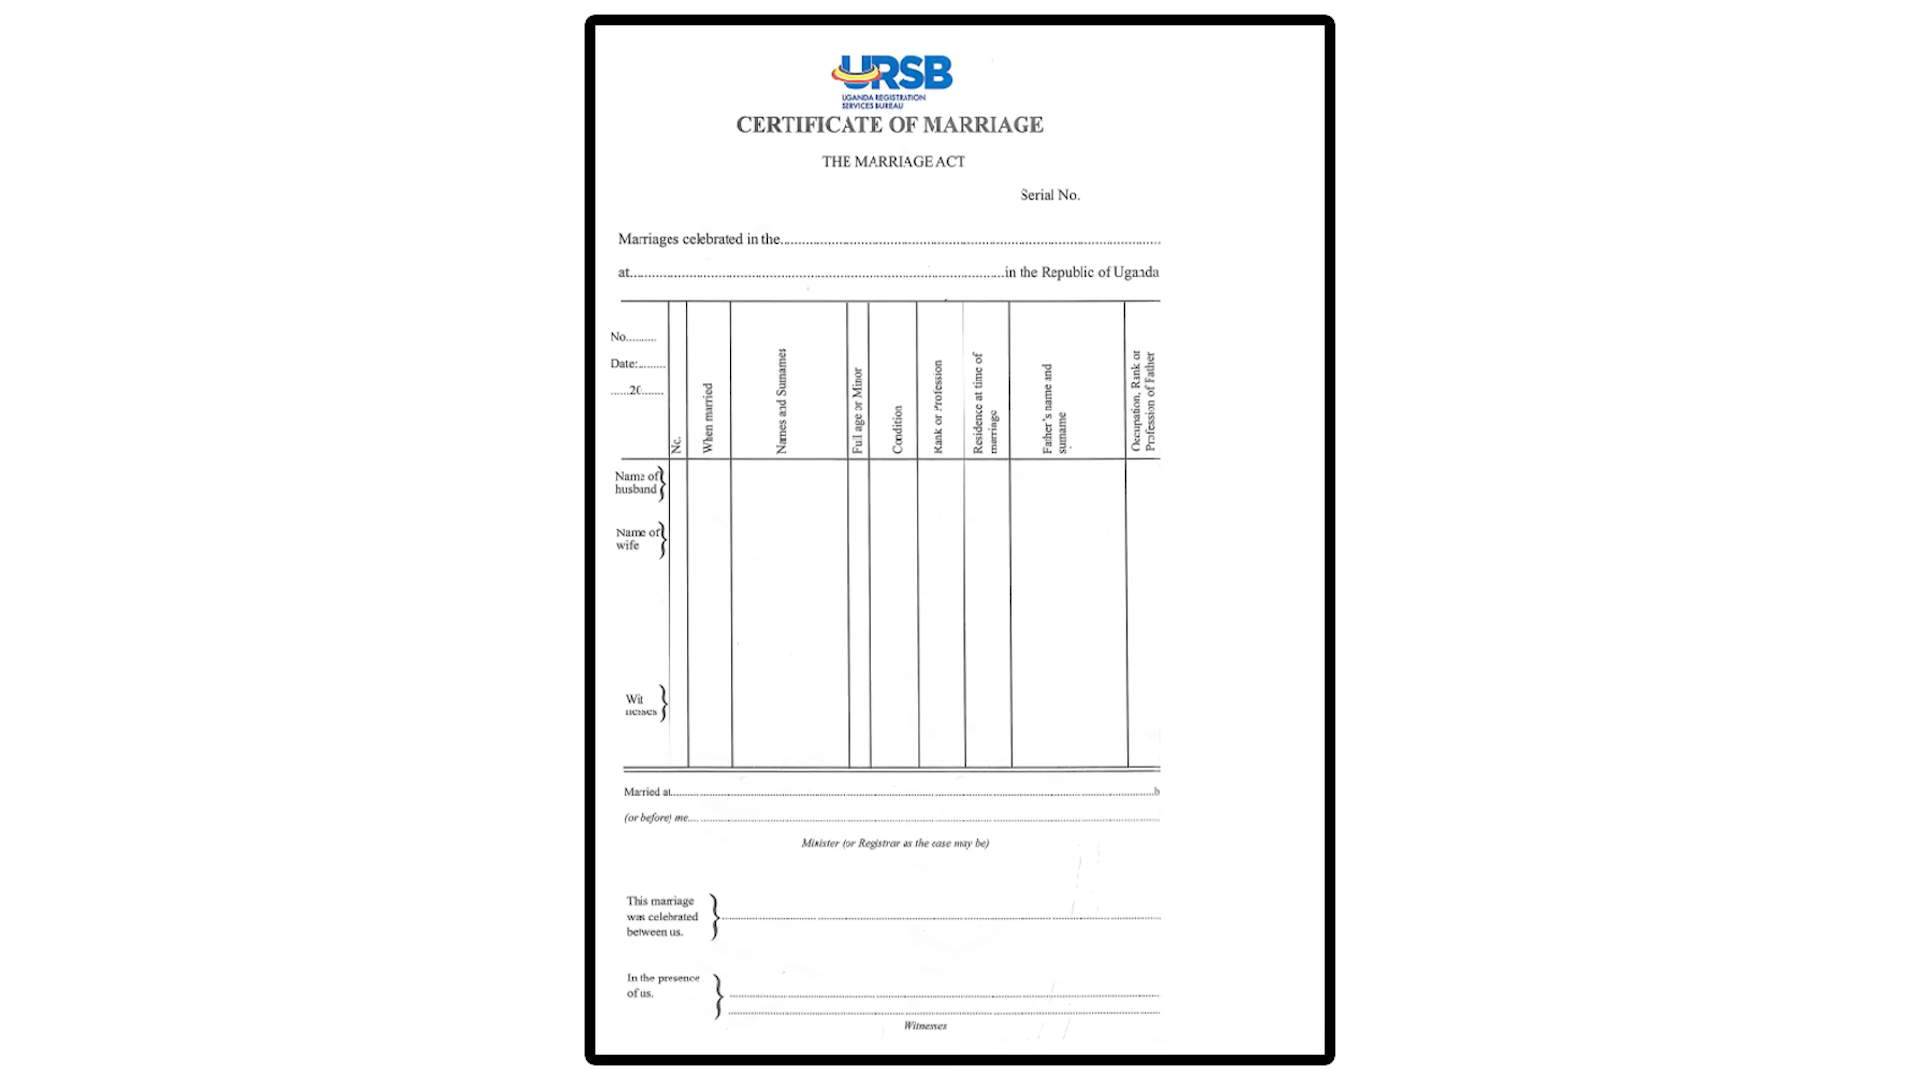 URSB
UGANDA REGISTRATION
SERVICES BUREAU
CERTIFICATE OF MARRIAGE
THE MARRIAGE ACT
Serial No.
Marriages celebrated in the
at in the Republic of Uganda
No.
Date:
20
No.
When married
Names and Surnames
Full age or Minor
Condition
Rank or Profession
Residence at time of
marriage
Father's name and
surname
Occupation, Rank or
Profession of Father
Name of
husband
Name of
wife
Wit
nesses
Married at b
(or before) me
Minister (or Registrar as the case may be)
This marriage
was celebrated
between us.
In the presence
of us.
Witnesses